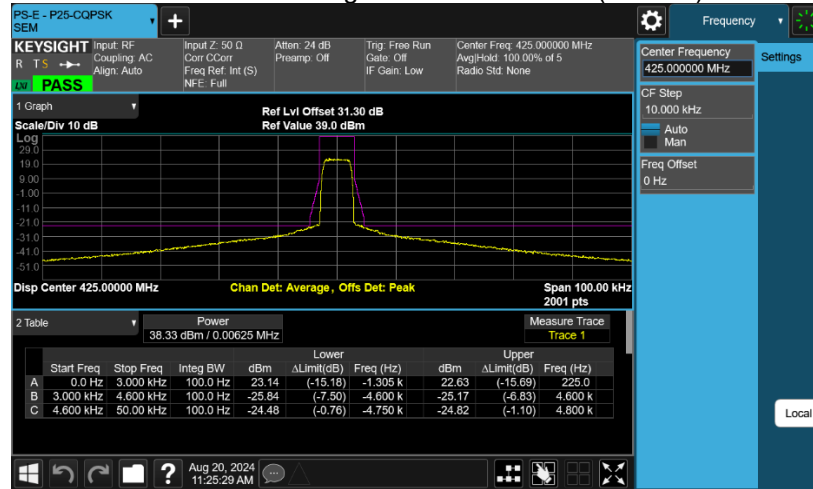 PS-E - P25-CQPSK
SEM
Frequency
KEYSIGHT
R T S
LXI PASS
Input: RF
Coupling: AC
Align: Auto
Input Z: 50 Ω
Corr CCorr
Freq Ref: Int (S)
NFE: Full
Atten: 24 dB
Preamp: Off
Trig: Free Run
Gate: Off
IF Gain: Low
Center Freq: 425.000000 MHz
Avg|Hold: 100.00% of 5
Radio Std: None
Center Frequency
425.000000 MHz
Settings
CF Step
10.000 kHz
Auto
Man
Freq Offset
0 Hz
1 Graph
Scale/Div 10 dB
Ref Lvl Offset 31.30 dB
Ref Value 39.0 dBm
Log
29.0
19.0
9.00
-1.00
-11.0
-21.0
-31.0
-41.0
-51.0
Disp Center 425.00000 MHz
Chan Det: Average, Offs Det: Peak
Span 100.00 kHz
2001 pts
2 Table
Power
38.33 dBm / 0.00625 MHz
Measure Trace
Trace 1
Lower Upper
Start Freq Stop Freq Integ BW dBm ΔLimit(dB) Freq (Hz) dBm ΔLimit(dB) Freq (Hz)
A 0.0 Hz 3.000 kHz 100.0 Hz 23.14 (-15.18) -1.305 k 22.63 (-15.69) 225.0
B 3.000 kHz 4.600 kHz 100.0 Hz -25.84 (-7.50) -4.600 k -25.17 (-6.83) 4.600 k
C 4.600 kHz 50.00 kHz 100.0 Hz -24.48 (-0.76) -4.750 k -24.82 (-1.10) 4.800 k
Local
?
Aug 20, 2024
11:25:29 AM